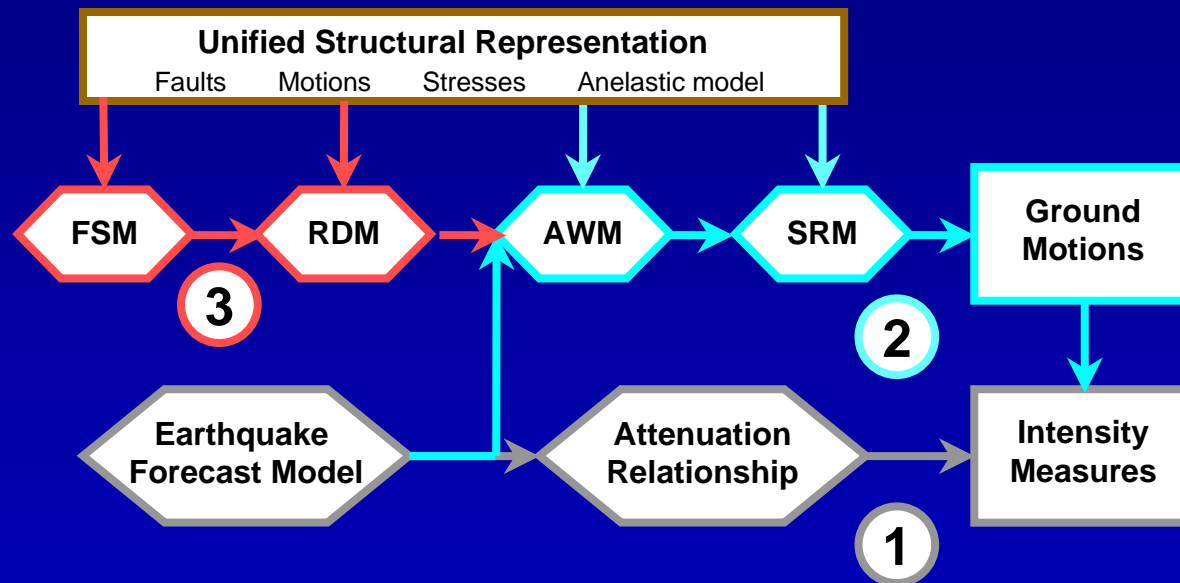 Unified Structural Representation
Faults Motions Stresses Anelastic model
FSM RDM AWM SRM
Ground
Motions
3
2
Earthquake
Forecast Model
Attenuation
Relationship
Intensity
Measures
1